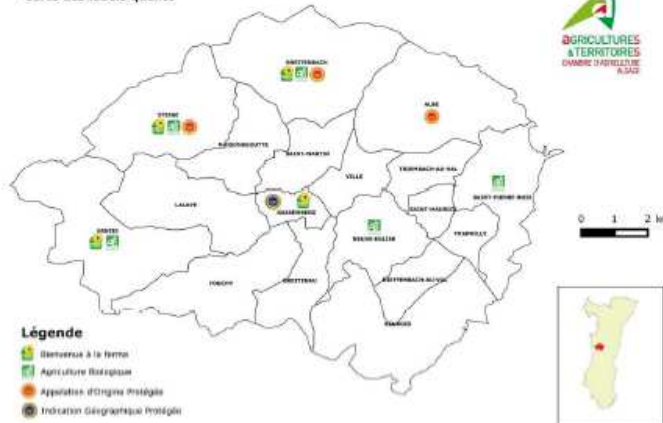 AGRICULTURES
& TERRITOIRES
CHAMBRE D'AGRICULTURE
ALSACE
BREITENBACH
ALBE
STEIGE
MAISONSGOUTTE
SAINT-MARTIN
VILLE
TRIEMBACH-AU-VAL
SAINT-PIERRE-BOIS
LALAYE
BASSEMBERG
SAINT-MAURICE
THANVILLE
NEUVE-EGLISE
URBEIS
FOUCHY
BREITENAU
DIEFFENBACH-AU-VAL
0 1 2
Légende
Bienvenue à la ferme
Agriculture Biologique
Appelation d'Origine Protégée
Indication Géographique Protégée